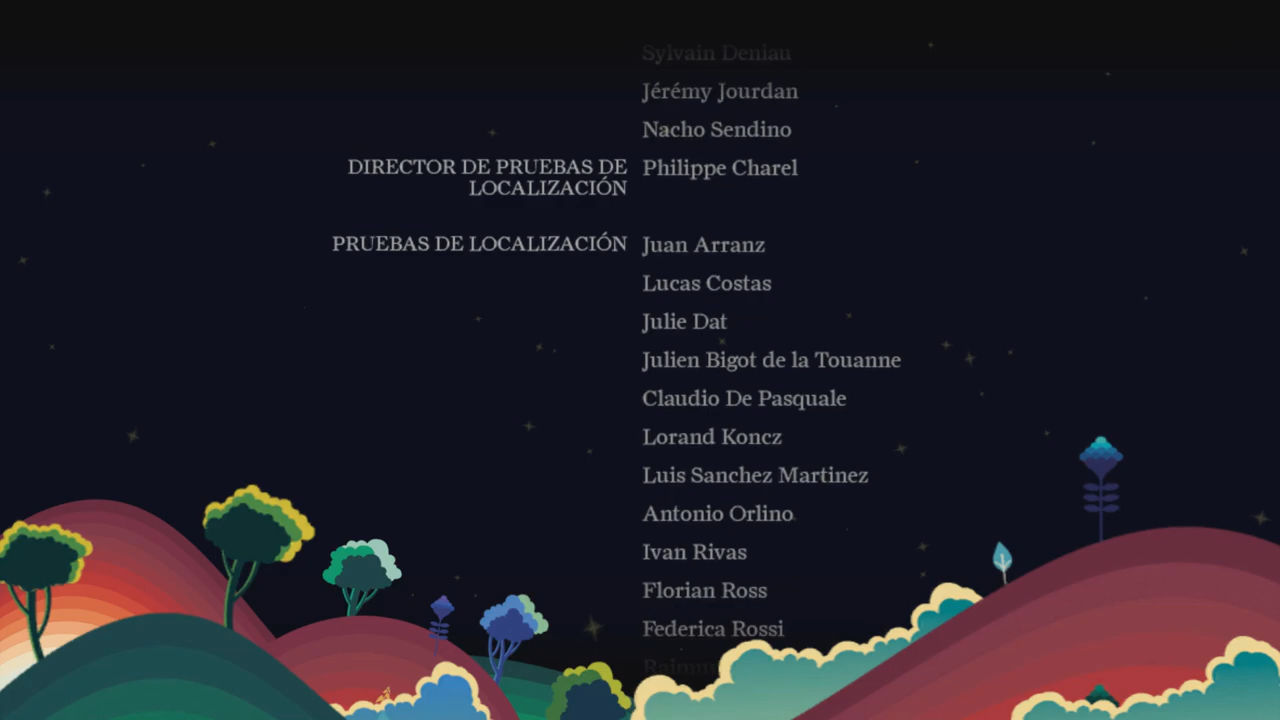 Sylvain Deniau
Jérémy Jourdan
Nacho Sendino
DIRECTOR DE PRUEBAS DE LOCALIZACIÓN
Philippe Charel
PRUEBAS DE LOCALIZACIÓN
Juan Arranz
Lucas Costas
Julie Dat
Julien Bigot de la Touanne
Claudio De Pasquale
Lorand Koncz
Luis Sanchez Martinez
Antonio Orlino
Ivan Rivas
Florian Ross
Federica Rossi